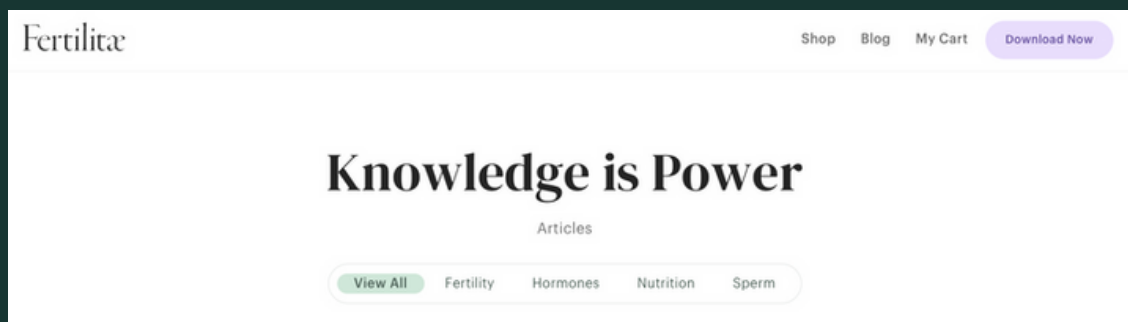 Fertilitæ Shop Blog My Cart Download Now
Knowledge is Power
Articles
View All Fertility Hormones Nutrition Sperm